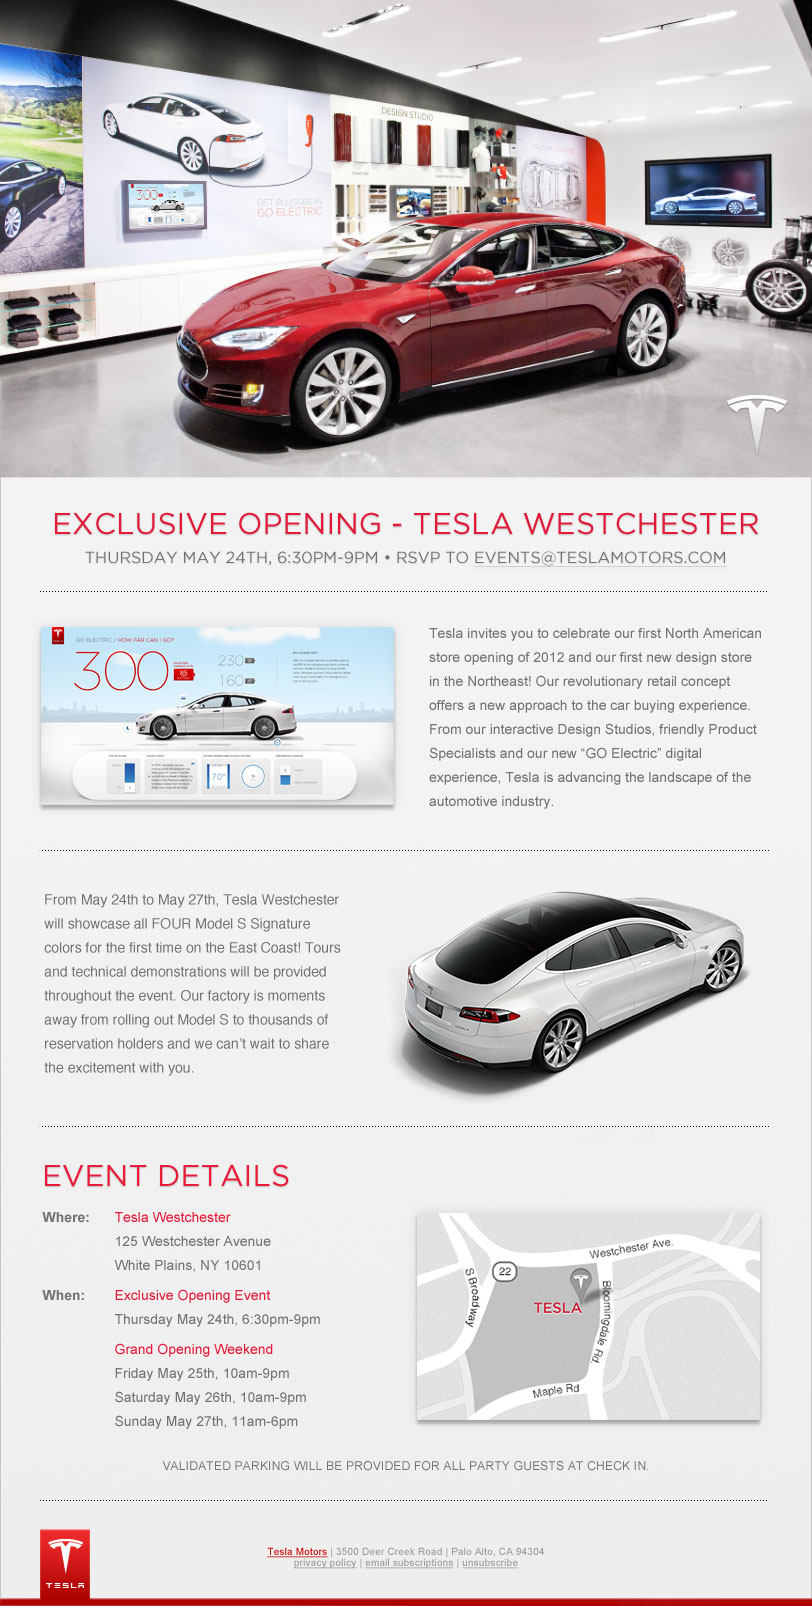 DESIGN STUDIO
GET PLUGGED IN
GO ELECTRIC
300
EXCLUSIVE OPENING - TESLA WESTCHESTER
THURSDAY MAY 24TH, 6:30PM-9PM • RSVP TO EVENTS@TESLAMOTORS.COM
GO ELECTRIC / HOW FAR CAN I GO?
300
85
230
160
70°
Tesla invites you to celebrate our first North American
store opening of 2012 and our first new design store
in the Northeast! Our revolutionary retail concept
offers a new approach to the car buying experience.
From our interactive Design Studios, friendly Product
Specialists and our new “GO Electric” digital
experience, Tesla is advancing the landscape of the
automotive industry.
From May 24th to May 27th, Tesla Westchester
will showcase all FOUR Model S Signature
colors for the first time on the East Coast! Tours
and technical demonstrations will be provided
throughout the event. Our factory is moments
away from rolling out Model S to thousands of
reservation holders and we can’t wait to share
the excitement with you.
EVENT DETAILS
Where: Tesla Westchester
125 Westchester Avenue
White Plains, NY 10601
When: Exclusive Opening Event
Thursday May 24th, 6:30pm-9pm
Grand Opening Weekend
Friday May 25th, 10am-9pm
Saturday May 26th, 10am-9pm
Sunday May 27th, 11am-6pm
Westchester Ave.
22
S Broadway
TESLA
Bloomingdale Rd.
Maple Rd
VALIDATED PARKING WILL BE PROVIDED FOR ALL PARTY GUESTS AT CHECK IN.
TESLA
Tesla Motors | 3500 Deer Creek Road | Palo Alto, CA 94304
privacy policy | email subscriptions | unsubscribe